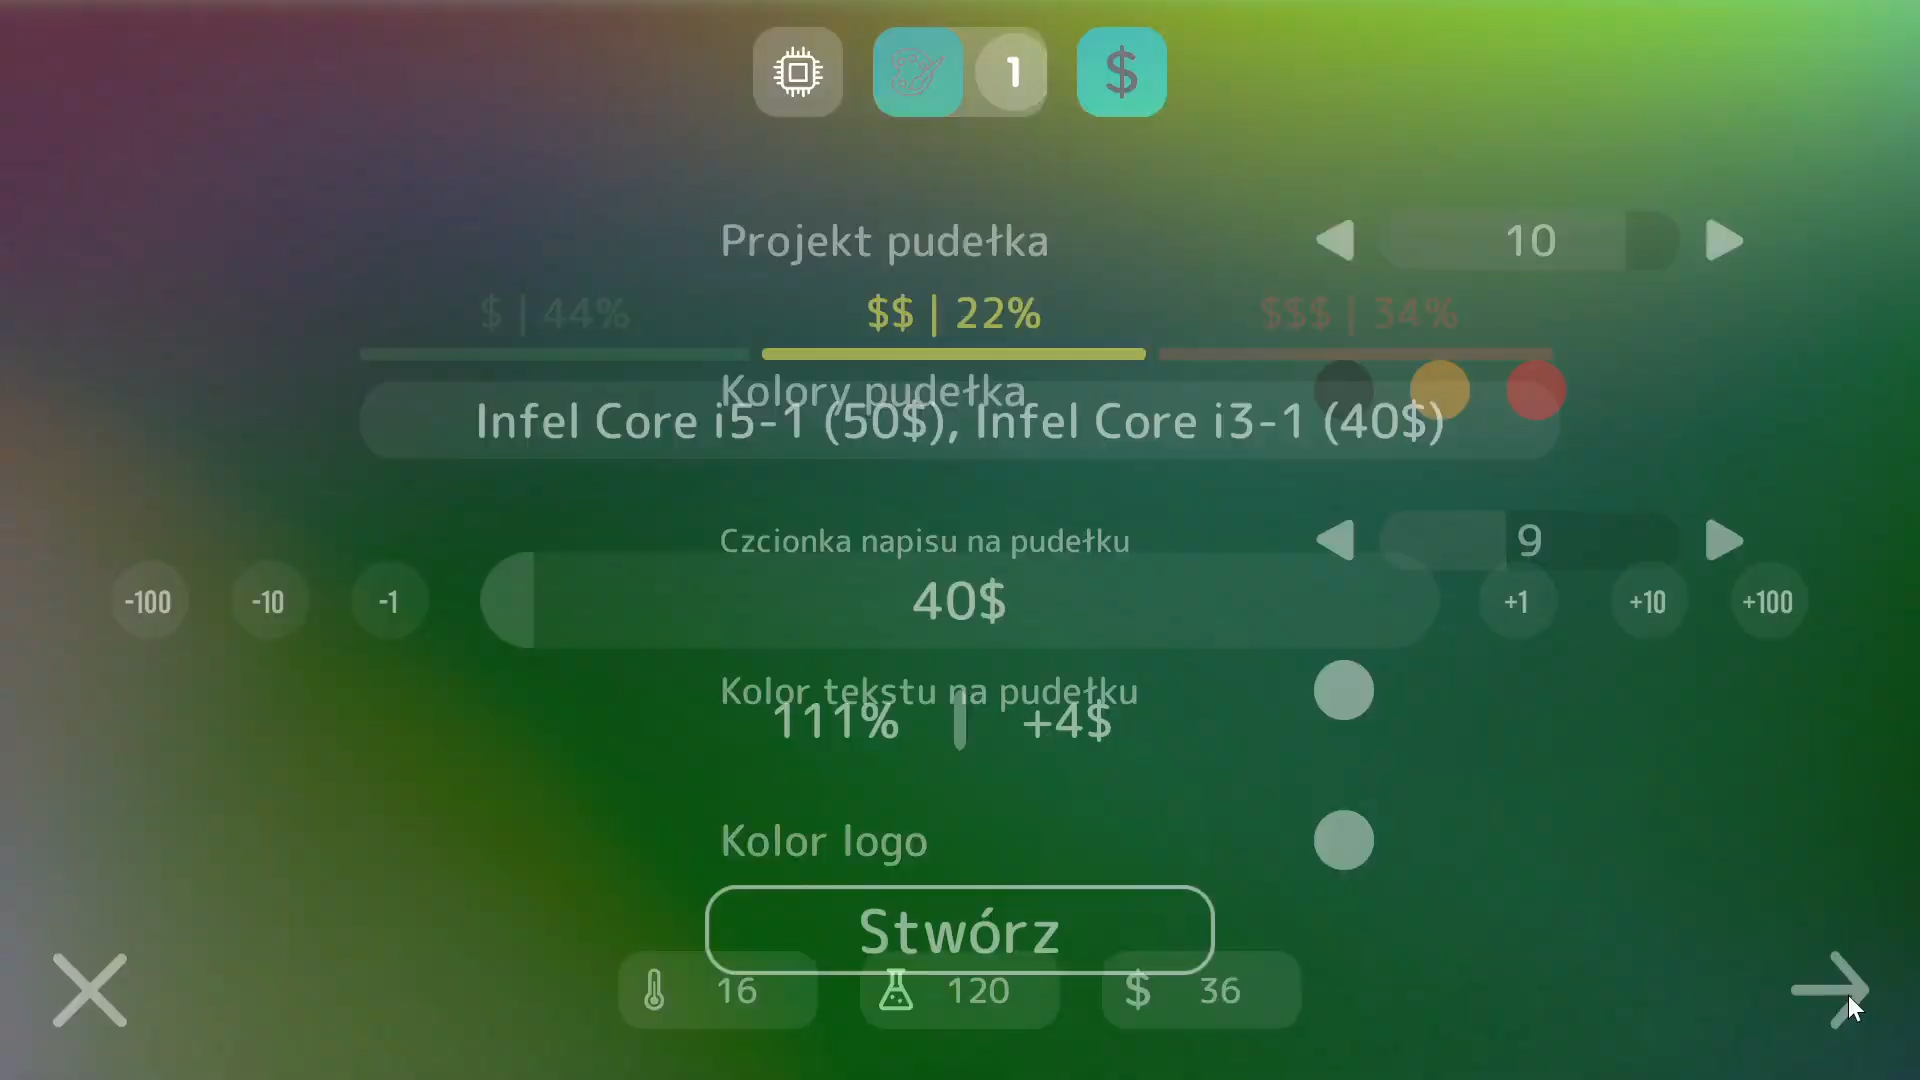 1 $
Projekt pudełka 10
$ | 44% $$ | 22% $$$ | 34%
Kolory pudełka
Infel Core i5-1 (50$), Infel Core i3-1 (40$)
Czcionka napisu na pudełku 9
-100 -10 -1 40$ +1 +10 +100
Kolor tekstu na pudełku
111% | +4$
Kolor logo
Stwórz
16 120 $ 36